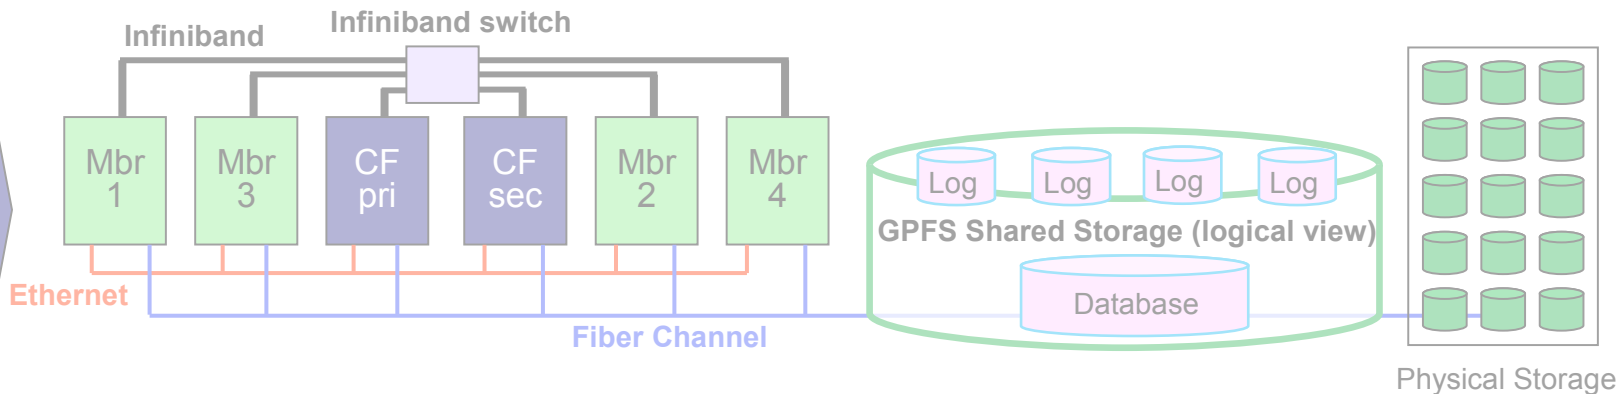 Infiniband
Infiniband switch
Mbr
1
Mbr
3
CF
pri
CF
sec
Mbr
2
Mbr
4
Log
Log
Log
Log
GPFS Shared Storage (logical view)
Database
Ethernet
Fiber Channel
Physical Storage